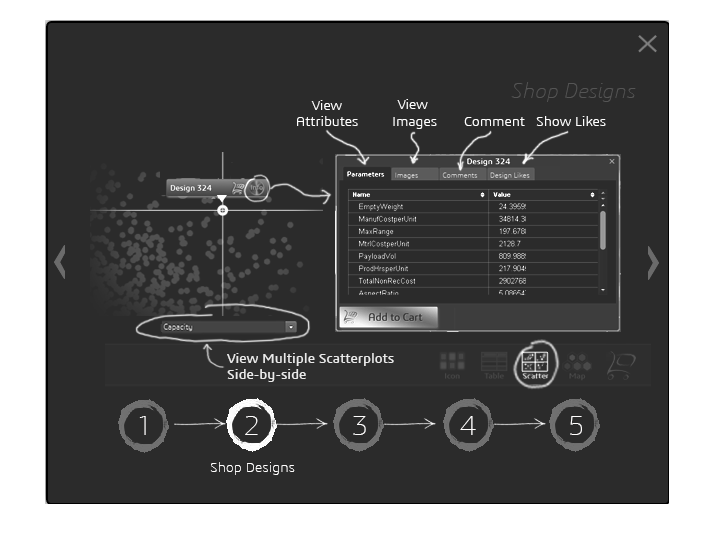 Shop Designs
View
Attributes
View
Images
Comment
Show Likes
Design 324
Info
Design 324
Parameters
Images
Comments
Design Likes
Name
Value
EmptyWeight
24.3959
ManufCostperUnit
34814.3
MaxRange
197.678
MtrlCostperUnit
2128.7
PayloadVol
809.988
ProdHrsperUnit
217.904
TotalNonRecCost
2902768
AspectRatio
Add to Cart
Capacity
View Multiple Scatterplots
Side-by-side
Icon
Table
Scatter
Map
1
2
3
4
5
Shop Designs